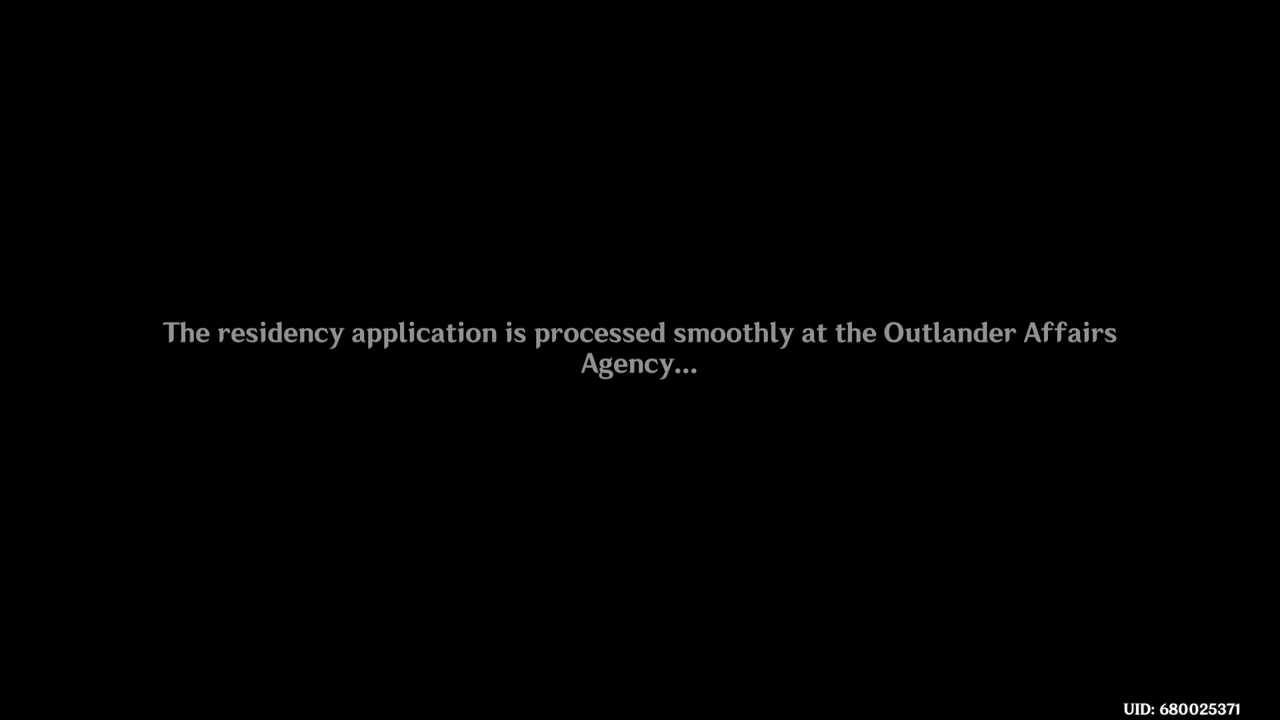 The residency application is processed smoothly at the Outlander Affairs
Agency...
UID: 680025371